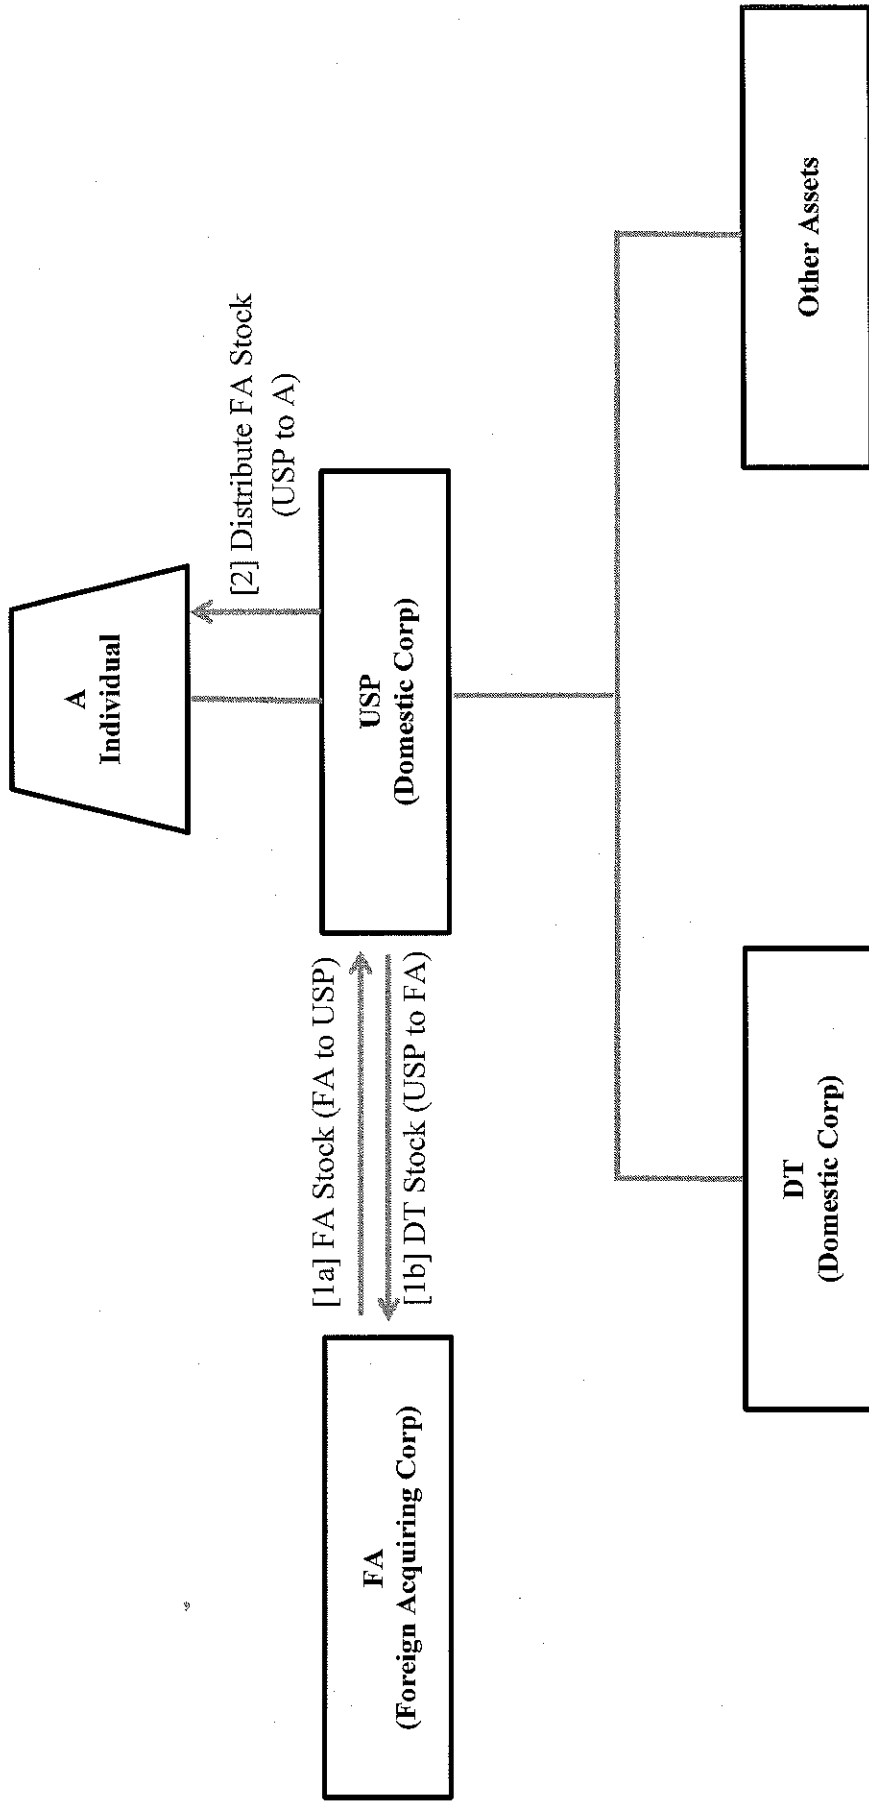 A
Individual
[2] Distribute FA Stock
(USP to A)
[1a] FA Stock (FA to USP)
[1b] DT Stock (USP to FA)
FA
(Foreign Acquiring Corp)
USP
(Domestic Corp)
DT
(Domestic Corp)
Other Assets